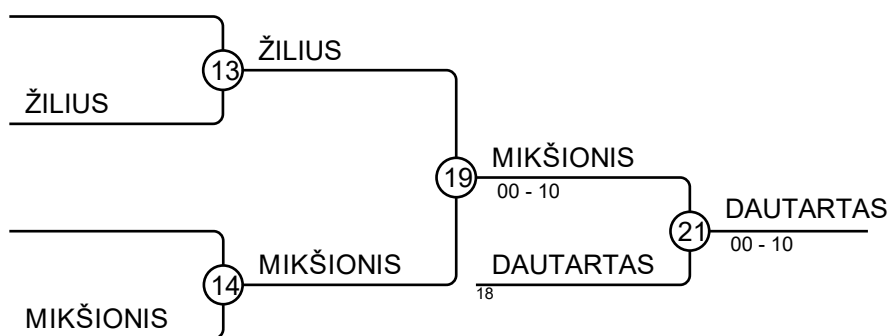 ŽILIUS
13
ŽILIUS
MIKŠIONIS
19
00 - 10
DAUTARTAS
21
00 - 10
MIKŠIONIS
14
DAUTARTAS
18
MIKŠIONIS